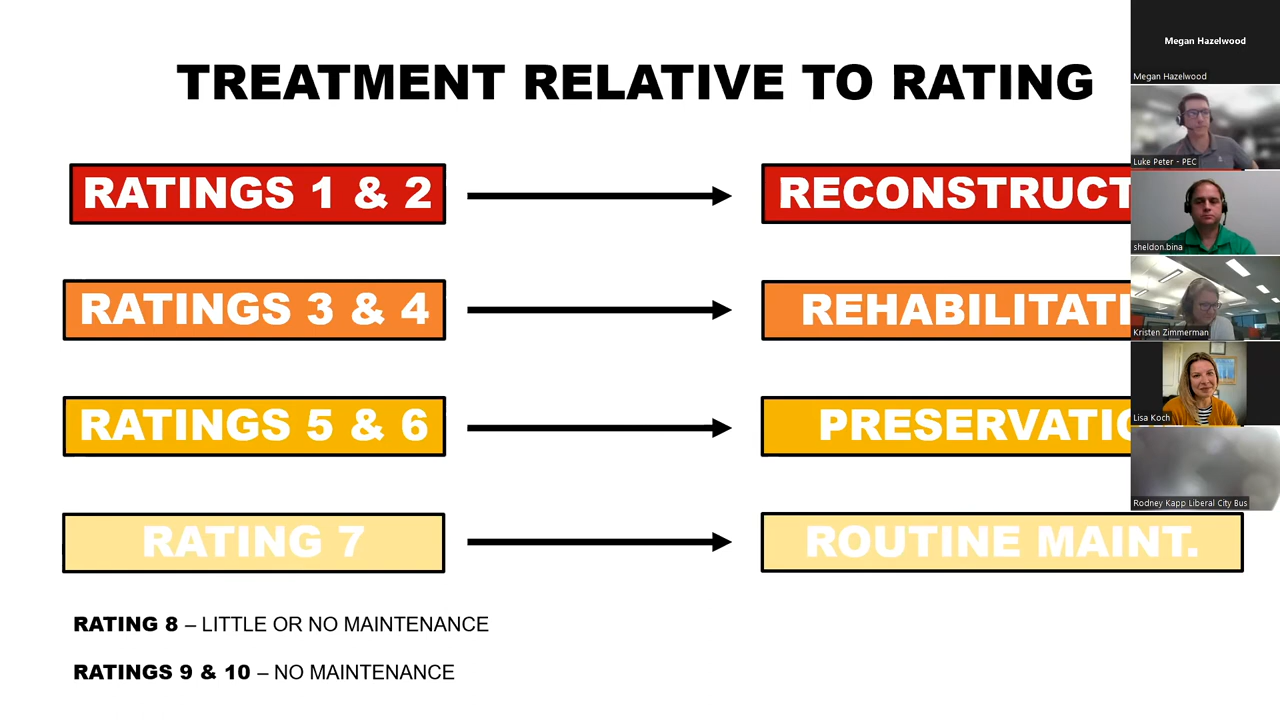 TREATMENT RELATIVE TO RATING
RATINGS 1 & 2
RECONSTRUCT
RATINGS 3 & 4
REHABILITATI
RATINGS 5 & 6
PRESERVATIO
RATING 7
ROUTINE MAINT.
RATING 8 – LITTLE OR NO MAINTENANCE
RATINGS 9 & 10 – NO MAINTENANCE
Megan Hazelwood
Megan Hazelwood
Luke Peter - PEC
sheldon.bina
Kristen Zimmerman
Lisa Koch
Rodney Kapp Liberal City Bus